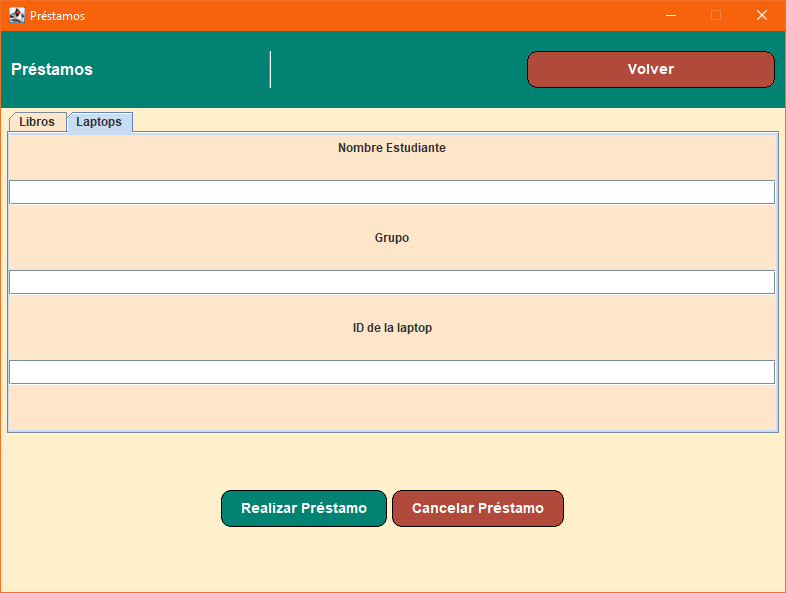 Préstamos
Préstamos
Volver
Libros
Laptops
Nombre Estudiante
Grupo
ID de la laptop
Realizar Préstamo
Cancelar Préstamo